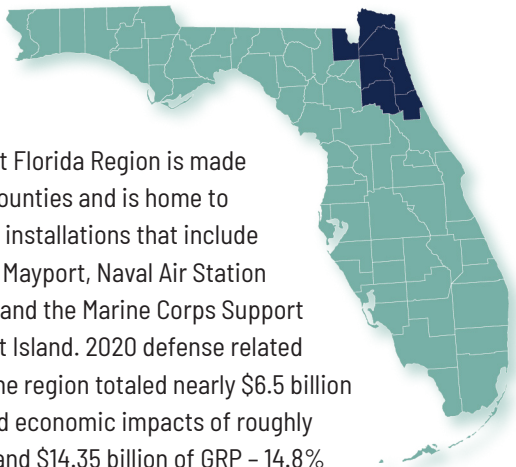 t Florida Region is made
ounties and is home to
installations that include
Mayport, Naval Air Station
and the Marine Corps Support
t Island. 2020 defense related
he region totaled nearly $6.5 billion
d economic impacts of roughly
and $14.35 billion of GRP – 14.8%